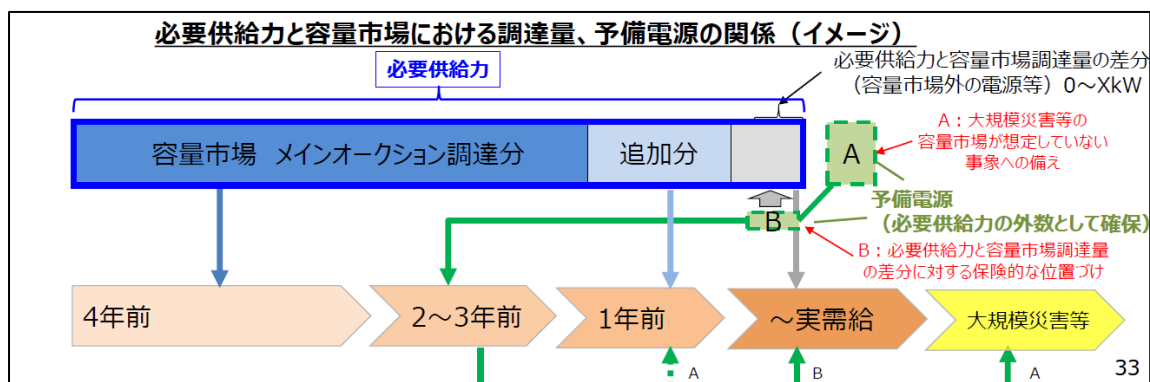 必要供給力と容量市場における調達量、予備電源の関係（イメージ）
必要供給力
必要供給力と容量市場調達量の差分
（容量市場外の電源等）0～XkW
容量市場 メインオークション調達分
追加分
A
A：大規模災害等の
容量市場が想定していない
事象への備え
予備電源
（必要供給力の外数として確保）
B
B：必要供給力と容量市場調達量
の差分に対する保険的な位置づけ
4年前
2～3年前
1年前
～実需給
大規模災害等
A
B
A
33